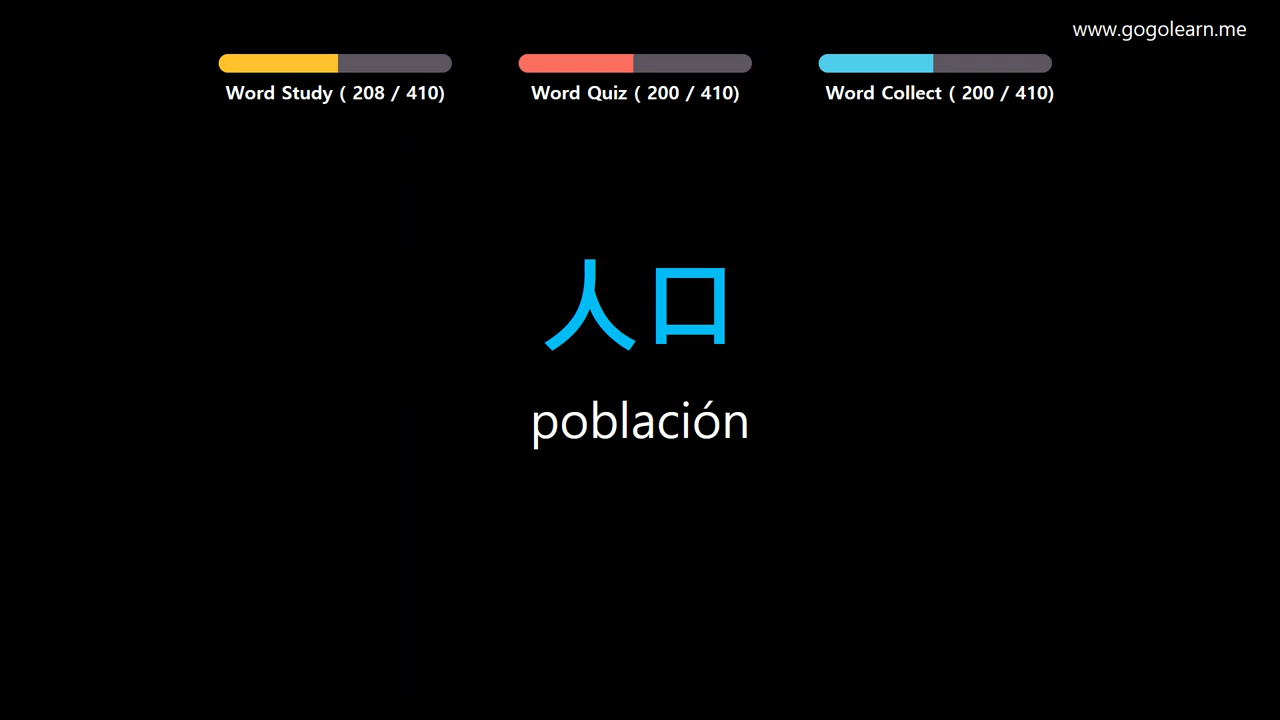 www.gogolearn.me
Word Study ( 208 / 410)
Word Quiz ( 200 / 410)
Word Collect ( 200 / 410)
人口
población